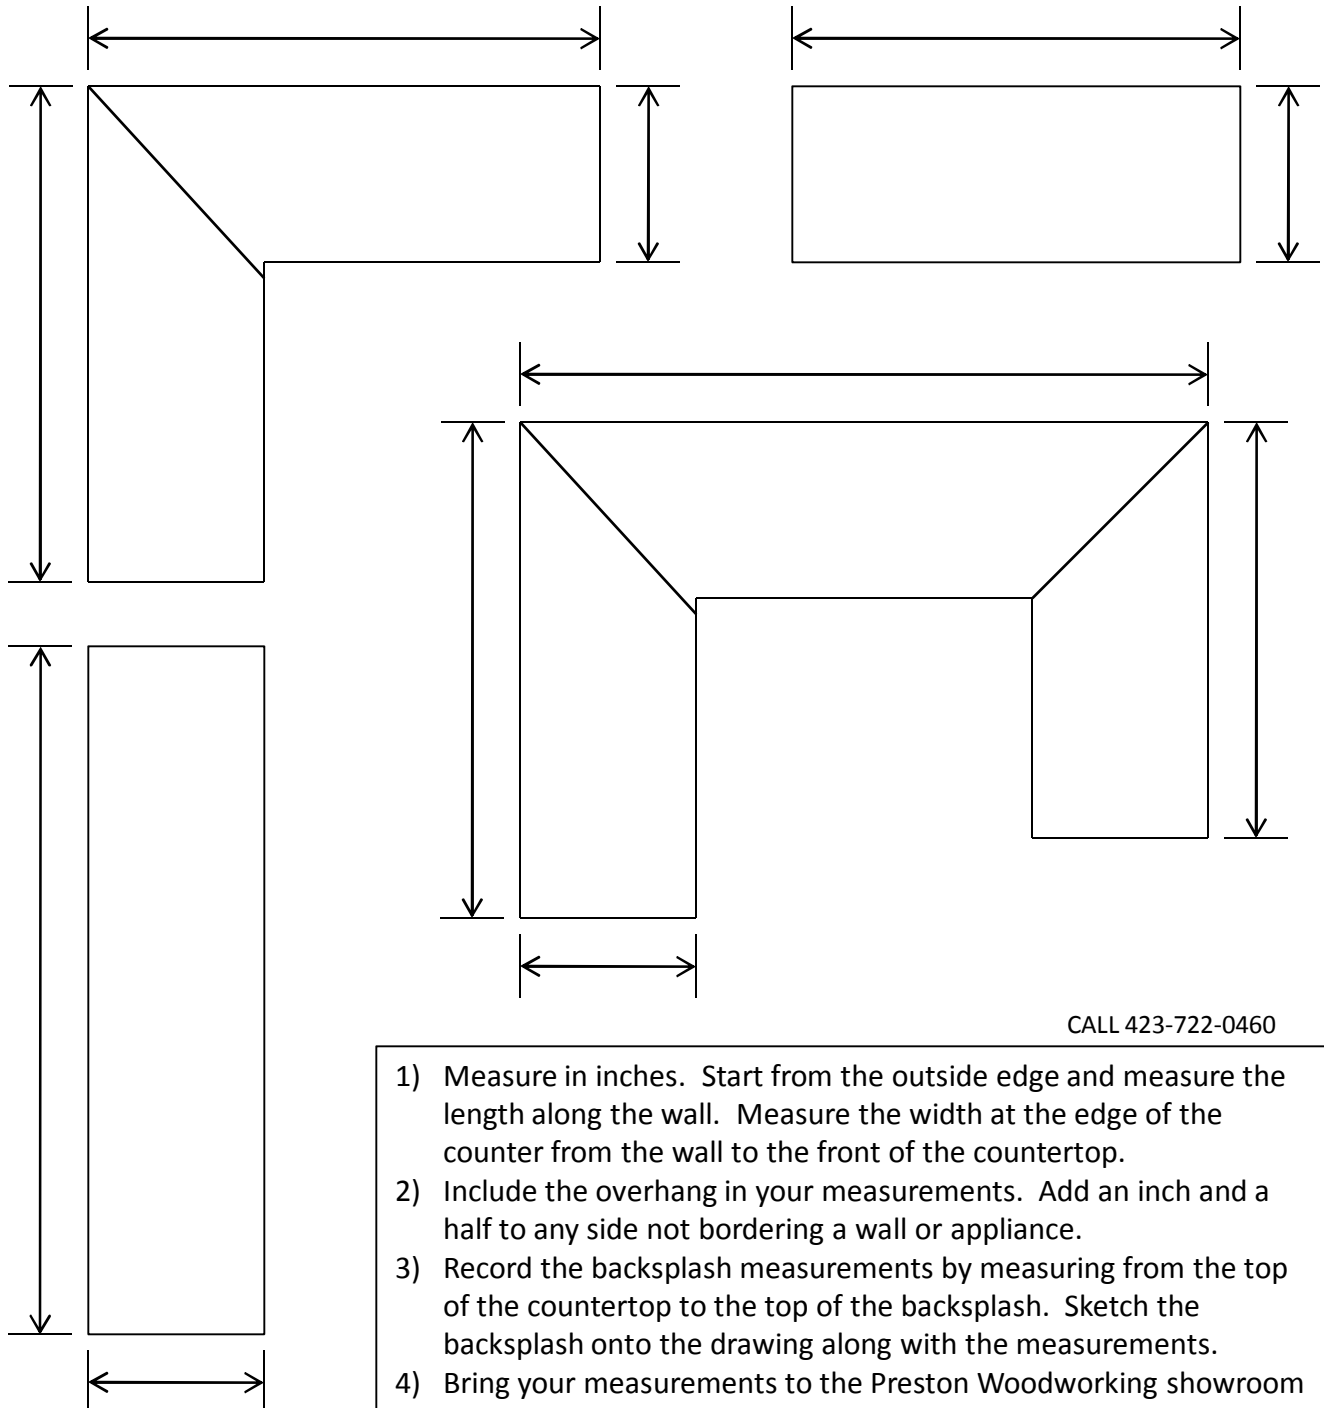 CALL 423-722-0460
1) Measure in inches. Start from the outside edge and measure the
length along the wall. Measure the width at the edge of the
counter from the wall to the front of the countertop.
2) Include the overhang in your measurements. Add an inch and a
half to any side not bordering a wall or appliance.
3) Record the backsplash measurements by measuring from the top
of the countertop to the top of the backsplash. Sketch the
backsplash onto the drawing along with the measurements.
4) Bring your measurements to the Preston Woodworking showroom